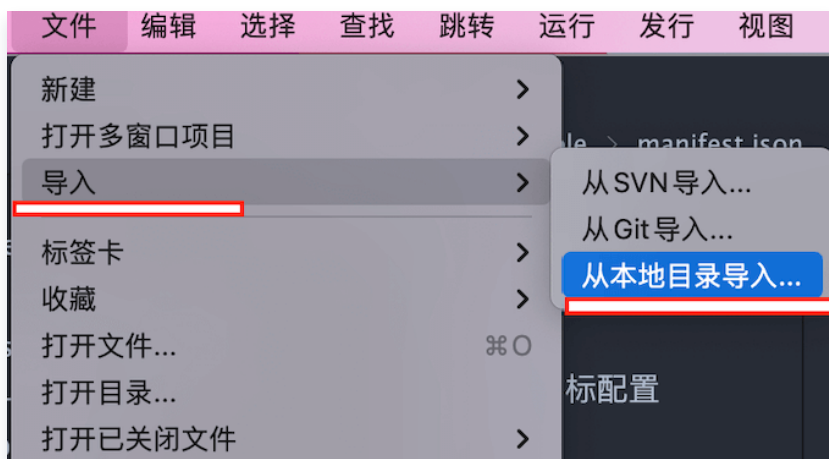 文件 编辑 选择 查找 跳转 运行 发行 视图
新建
打开多窗口项目
le > manifest.json
导入
从SVN导入...
从Git导入...
从本地目录导入...
标签卡
收藏
打开文件... ⌘O
打开目录...
标配置
打开已关闭文件